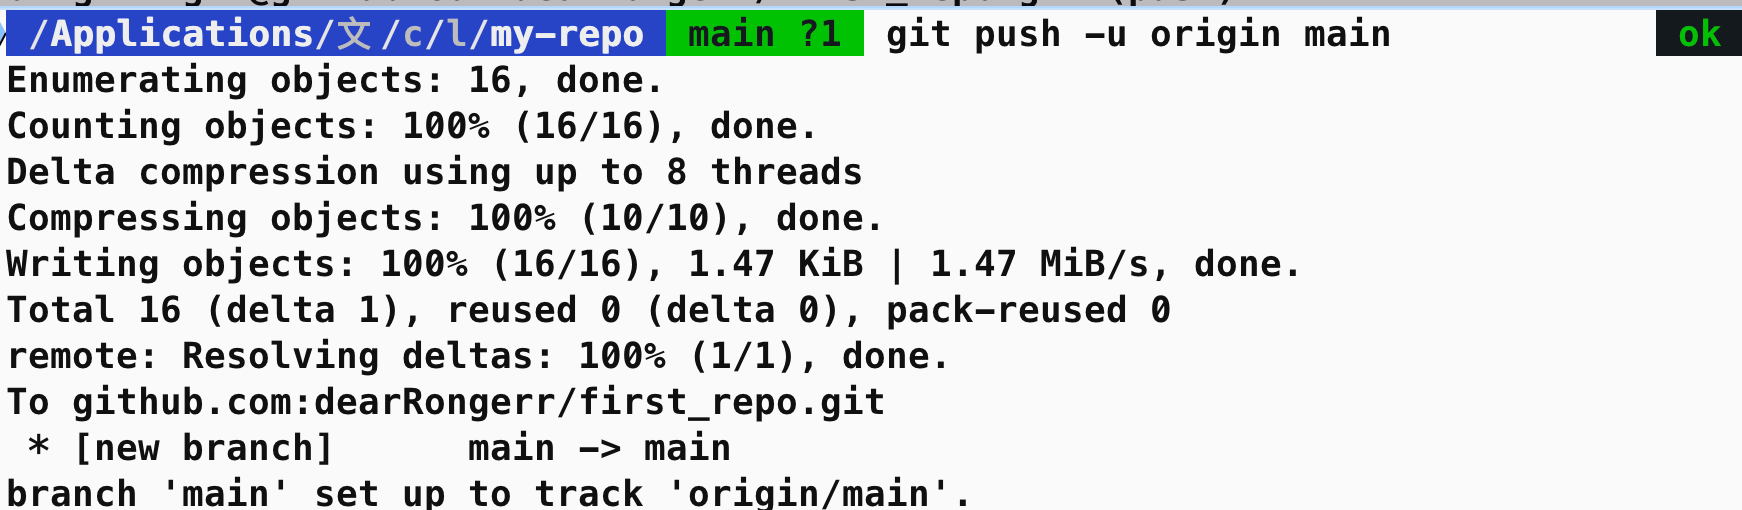 /Applications/文/c/l/my-repo main ?1 git push -u origin main ok
Enumerating objects: 16, done.
Counting objects: 100% (16/16), done.
Delta compression using up to 8 threads
Compressing objects: 100% (10/10), done.
Writing objects: 100% (16/16), 1.47 KiB | 1.47 MiB/s, done.
Total 16 (delta 1), reused 0 (delta 0), pack-reused 0
remote: Resolving deltas: 100% (1/1), done.
To github.com:dearRongerr/first_repo.git
 * [new branch]      main -> main
branch 'main' set up to track 'origin/main'.